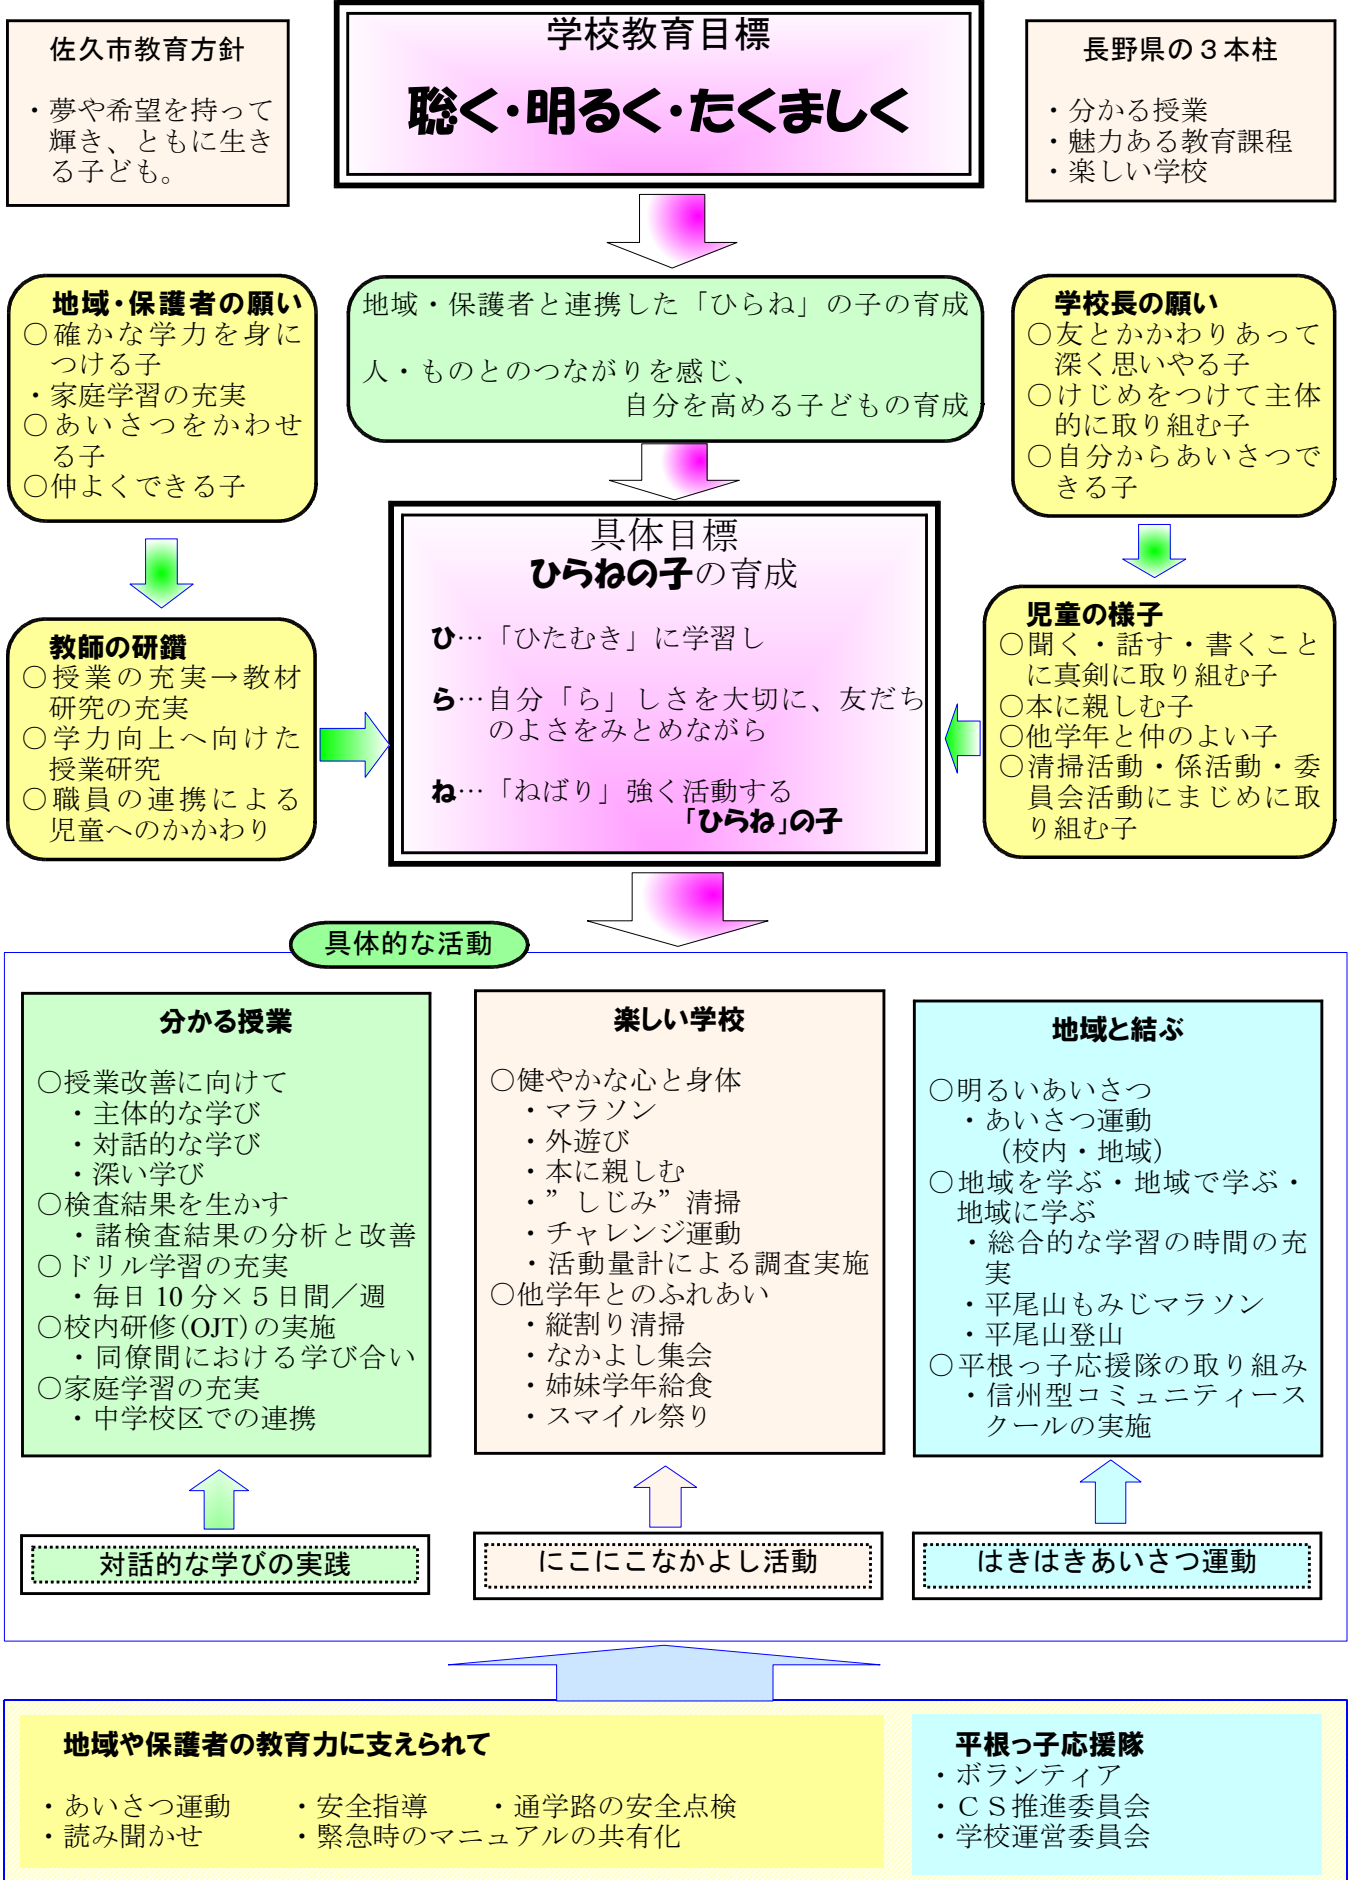 佐久市教育方針
・夢や希望を持って
輝き、ともに生き
る子ども。
学校教育目標
聡く・明るく・たくましく
長野県の３本柱
・分かる授業
・魅力ある教育課程
・楽しい学校
地域・保護者の願い
○確かな学力を身に
つける子
・家庭学習の充実
○あいさつをかわせ
る子
○仲よくできる子
地域・保護者と連携した「ひらね」の子の育成
人・ものとのつながりを感じ、
自分を高める子どもの育成
学校長の願い
○友とかかわりあって
深く思いやる子
○けじめをつけて主体
的に取り組む子
○自分からあいさつで
きる子
教師の研鑽
○授業の充実→教材
研究の充実
○学力向上へ向けた
授業研究
○職員の連携による
児童へのかかわり
具体目標
ひらねの子の育成
ひ…「ひたむき」に学習し
ら…自分「ら」しさを大切に、友だち
のよさをみとめながら
ね…「ねばり」強く活動する
「ひらね」の子
児童の様子
○聞く・話す・書くこと
に真剣に取り組む子
○本に親しむ子
○他学年と仲のよい子
○清掃活動・係活動・委
員会活動にまじめに取
り組む子
具体的な活動
分かる授業
○授業改善に向けて
・主体的な学び
・対話的な学び
・深い学び
○検査結果を生かす
・諸検査結果の分析と改善
○ドリル学習の充実
・毎日10分×５日間／週
○校内研修(OJT)の実施
・同僚間における学び合い
○家庭学習の充実
・中学校区での連携
楽しい学校
○健やかな心と身体
・マラソン
・外遊び
・本に親しむ
・”しじみ”清掃
・チャレンジ運動
・活動量計による調査実施
○他学年とのふれあい
・縦割り清掃
・なかよし集会
・姉妹学年給食
・スマイル祭り
地域と結ぶ
○明るいあいさつ
・あいさつ運動
（校内・地域）
○地域を学ぶ・地域で学ぶ・
地域に学ぶ
・総合的な学習の時間の充
実
・平尾山もみじマラソン
・平尾山登山
○平根っ子応援隊の取り組み
・信州型コミュニティース
クールの実施
対話的な学びの実践
にこにこなかよし活動
はきはきあいさつ運動
地域や保護者の教育力に支えられて
・あいさつ運動　・安全指導　・通学路の安全点検
・読み聞かせ　・緊急時のマニュアルの共有化
平根っ子応援隊
・ボランティア
・ＣＳ推進委員会
・学校運営委員会